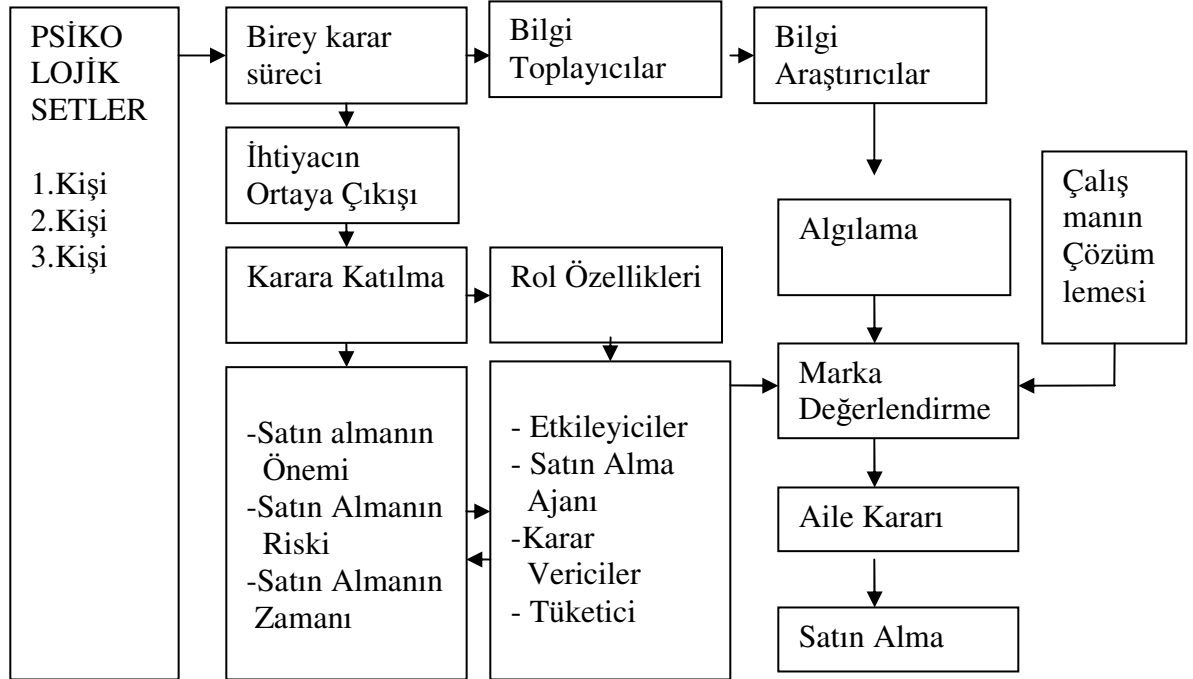 PSİKO
LOJİK
SETLER
1.Kişi
2.Kişi
3.Kişi
Birey karar
süreci
Bilgi
Toplayıcılar
Bilgi
Araştırıcılar
İhtiyacın
Ortaya Çıkışı
Karara Katılma
Rol Özellikleri
Algılama
Çalış
manın
Çözüm
lemesi
-Satın almanın
Önemi
-Satın Almanın
Riski
-Satın Almanın
Zamanı
- Etkileyiciler
- Satın Alma
Ajanı
-Karar
Vericiler
- Tüketici
Marka
Değerlendirme
Aile Kararı
Satın Alma